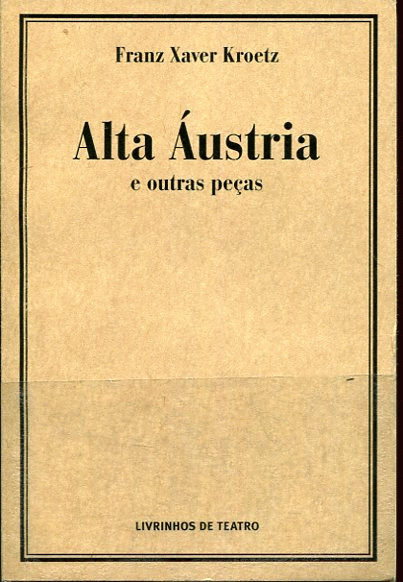 Franz Xaver Kroetz
Alta Áustria
e outras peças
LIVRINHOS DE TEATRO